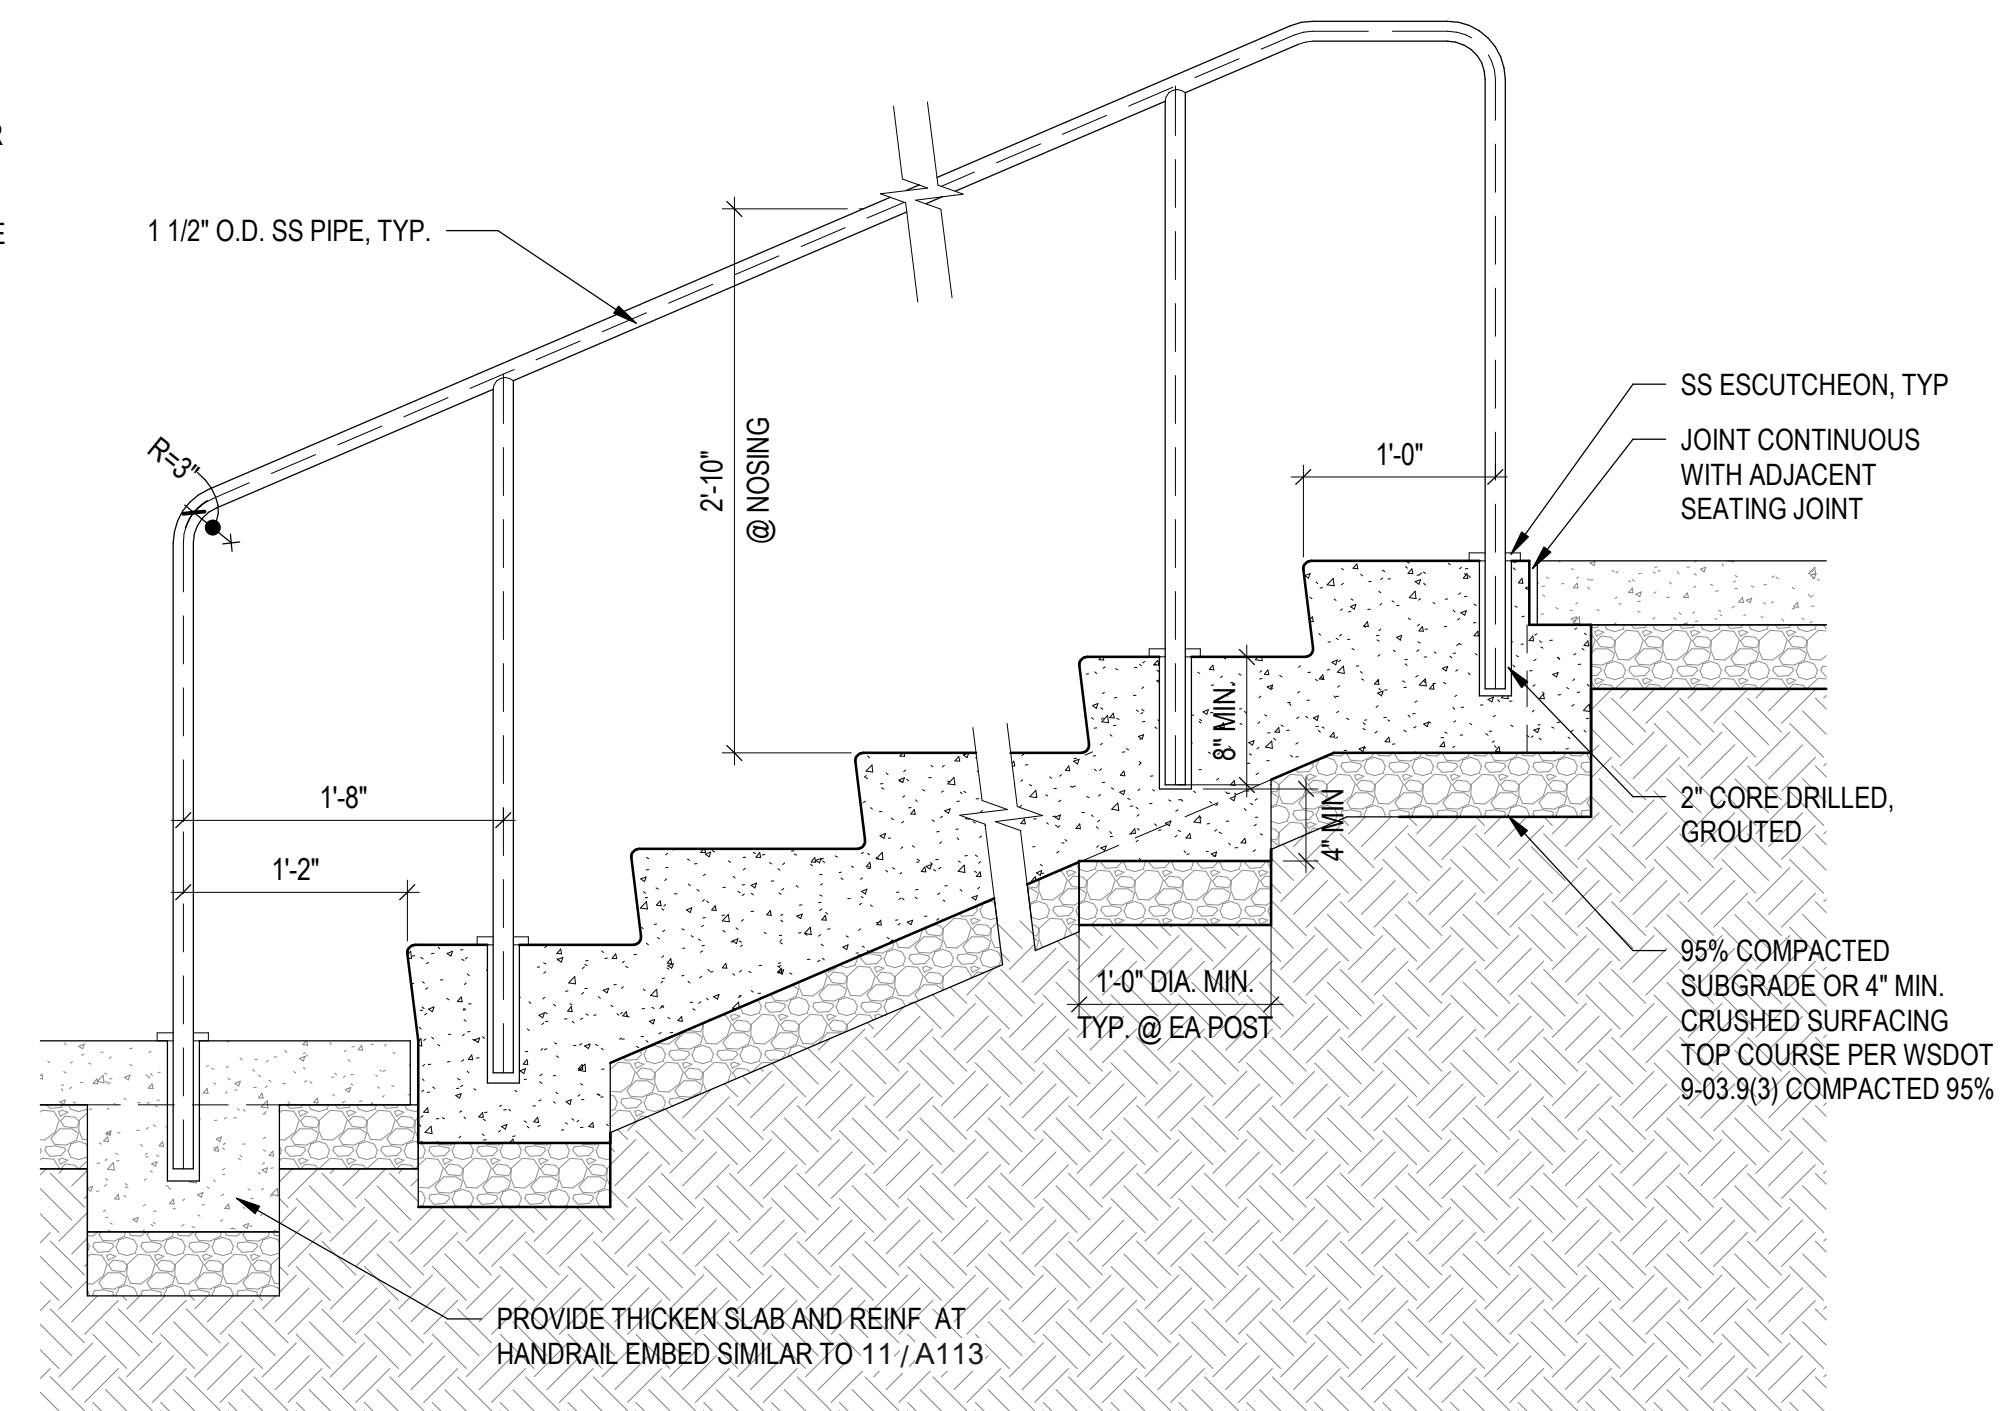 R
E
1 1/2" O.D. SS PIPE, TYP.
R=3"
2'-10"
@ NOSING
1'-8"
1'-2"
1'-0"
SS ESCUTCHEON, TYP
JOINT CONTINUOUS
WITH ADJACENT
SEATING JOINT
8" MIN.
4" MIN
2" CORE DRILLED,
GROUTED
1'-0" DIA. MIN.
TYP. @ EA POST
95% COMPACTED
SUBGRADE OR 4" MIN.
CRUSHED SURFACING
TOP COURSE PER WSDOT
9-03.9(3) COMPACTED 95%
PROVIDE THICKEN SLAB AND REINF AT
HANDRAIL EMBED SIMILAR TO 11 / A113